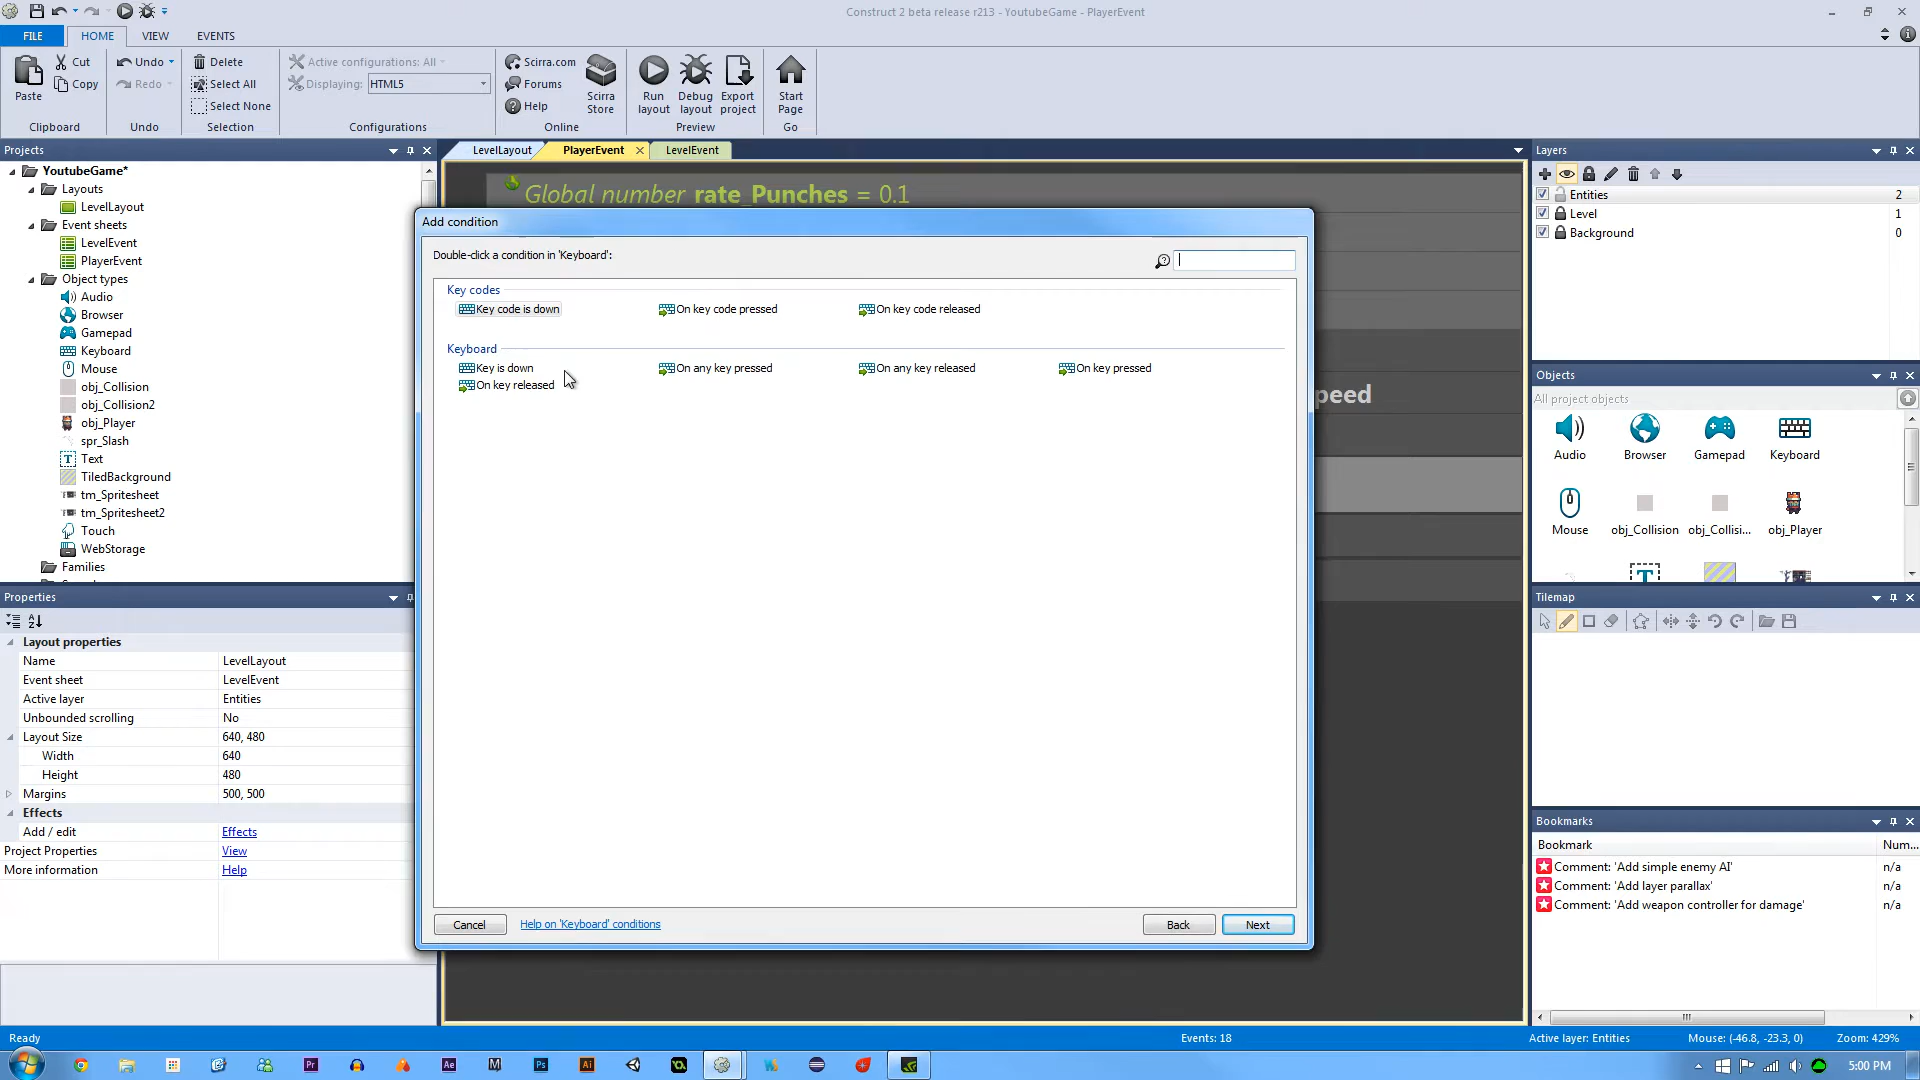 Construct 2 beta release r213 - YoutubeGame - PlayerEvent
FILE HOME VIEW EVENTS
Paste Cut Copy
Clipboard
Undo Redo
Undo
Delete
Select All
Select None
Selection
Active configurations: All
Displaying: HTML5
Configurations
Scirra.com
Forums
Help
Scirra Store
Online
Run layout
Debug layout
Export project
Preview
Start Page
Go
Projects
YoutubeGame*
Layouts
LevelLayout
Event sheets
LevelEvent
PlayerEvent
Object types
Audio
Browser
Gamepad
Keyboard
Mouse
obj_Collision
obj_Collision2
obj_Player
spr_Slash
Text
TiledBackground
tm_Spritesheet
tm_Spritesheet2
Touch
WebStorage
Families
Properties
Layout properties
Name LevelLayout
Event sheet LevelEvent
Active layer Entities
Unbounded scrolling No
Layout Size 640, 480
Width 640
Height 480
Margins 500, 500
Effects
Add / edit Effects
Project Properties View
More information Help
LevelLayout PlayerEvent LevelEvent
Global number rate_Punches = 0.1
peed
Add condition
Double-click a condition in 'Keyboard':
Key codes
Key code is down On key code pressed On key code released
Keyboard
Key is down On any key pressed On any key released On key pressed
On key released
Cancel Help on 'Keyboard' conditions Back Next
Layers
Entities 2
Level 1
Background 0
Objects
All project objects
Audio Browser Gamepad Keyboard
Mouse obj_Collision obj_Collisi... obj_Player
Tilemap
Bookmarks
Bookmark Num...
Comment: 'Add simple enemy AI' n/a
Comment: 'Add layer parallax' n/a
Comment: 'Add weapon controller for damage' n/a
Ready Events: 18 Active layer: Entities Mouse: (-46.8, -23.3, 0) Zoom: 429%
5:00 PM